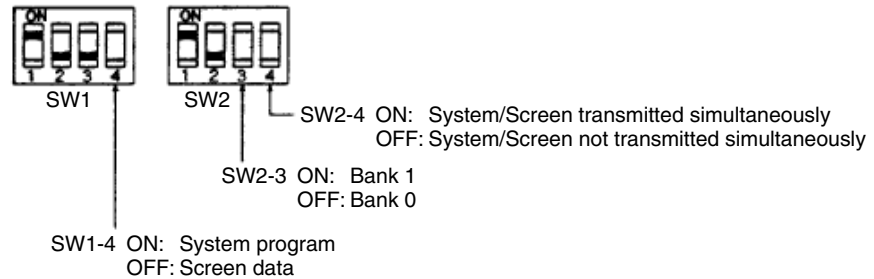 ON
1 2 3 4
SW1
ON
1 2 3 4
SW2
SW2-4 ON: System/Screen transmitted simultaneously
OFF: System/Screen not transmitted simultaneously
SW2-3 ON: Bank 1
OFF: Bank 0
SW1-4 ON: System program
OFF: Screen data